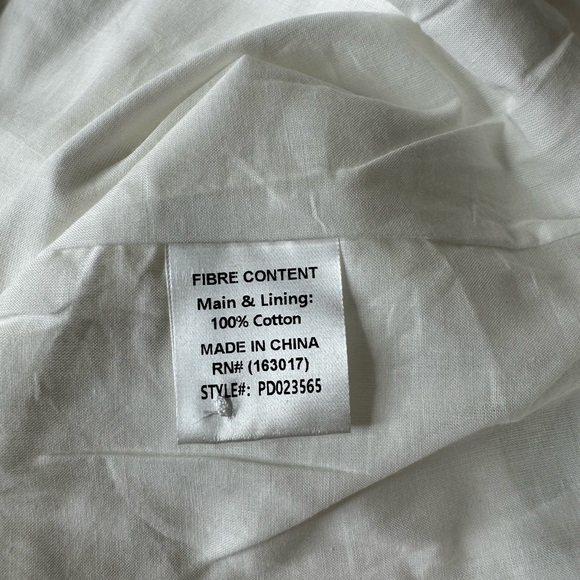 FIBRE CONTENT
Main & Lining:
100% Cotton
MADE IN CHINA
RN# (163017)
STYLE#: PD023565